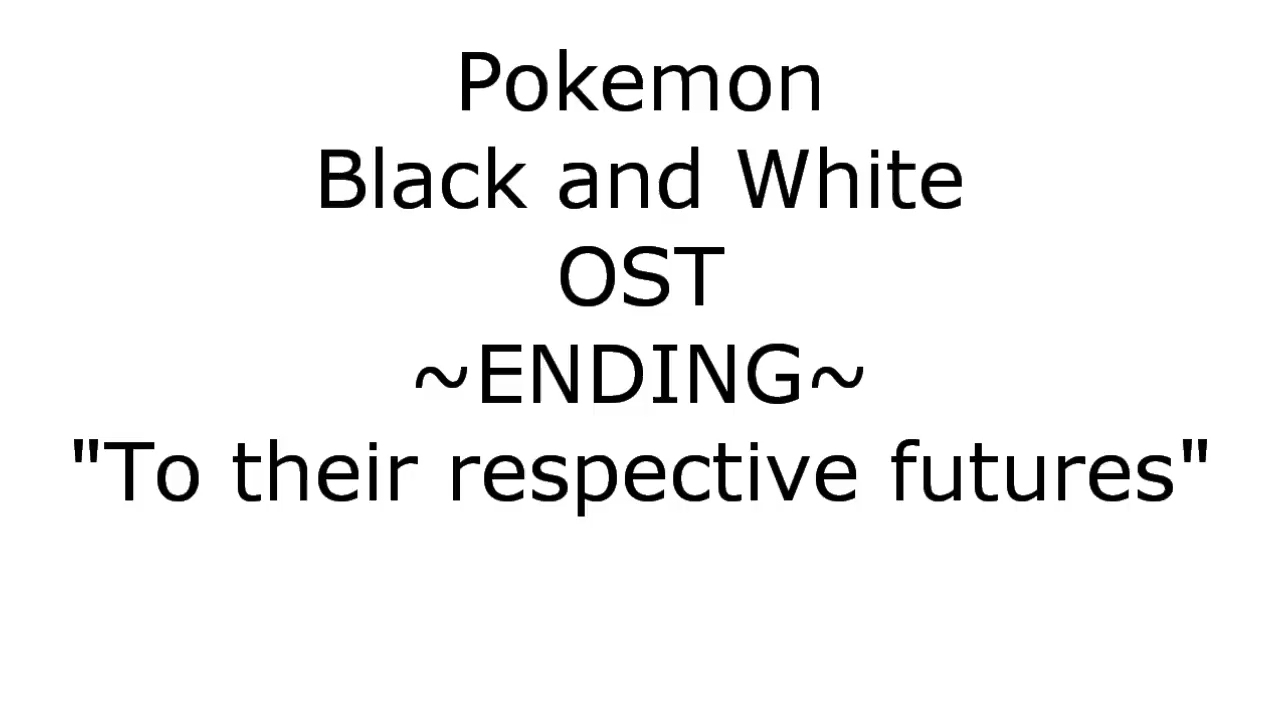 Pokemon
Black and White
OST
~ENDING~
"To their respective futures"